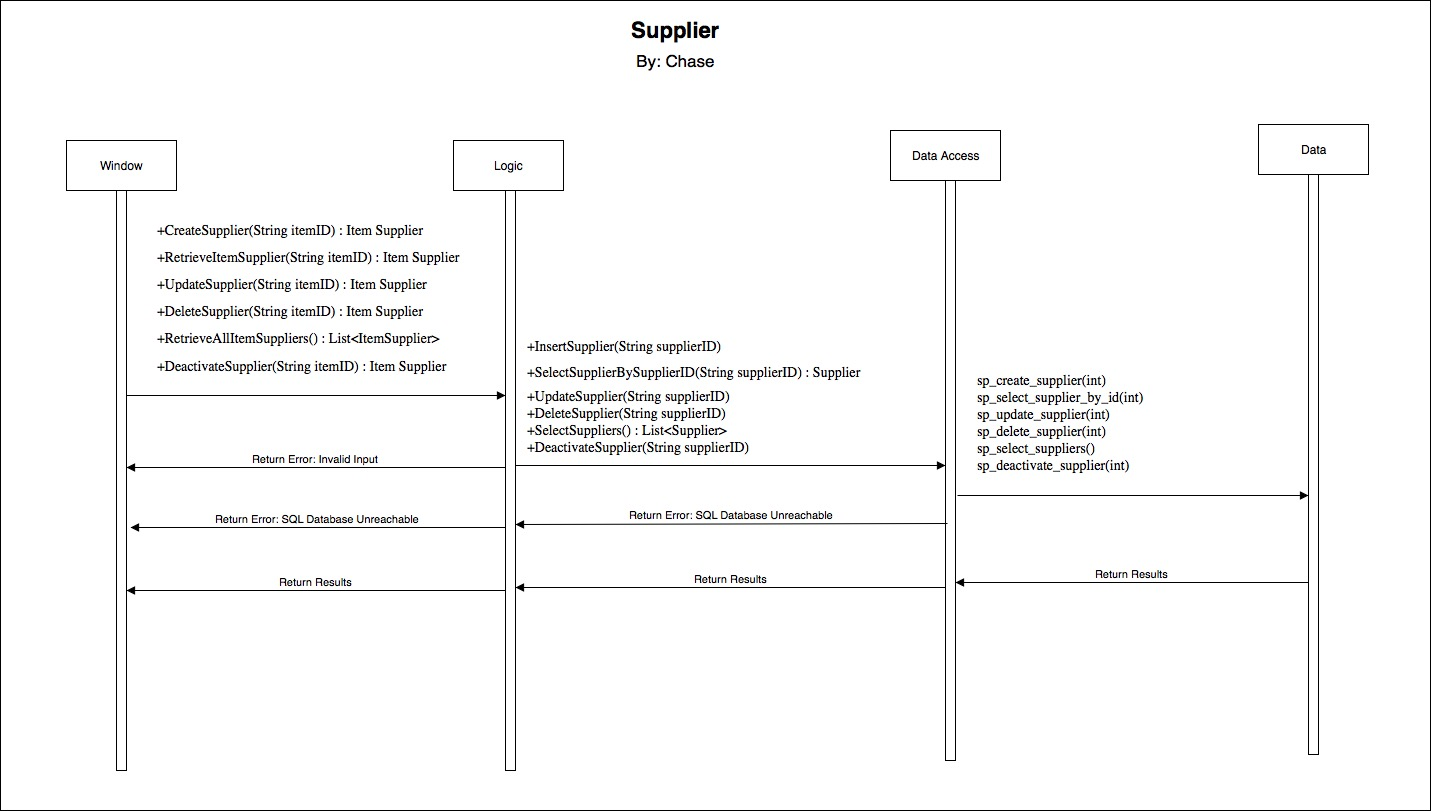 Supplier
By: Chase
Window
Logic
Data Access
Data
+CreateSupplier(String itemID) : Item Supplier
+RetrieveItemSupplier(String itemID) : Item Supplier
+UpdateSupplier(String itemID) : Item Supplier
+DeleteSupplier(String itemID) : Item Supplier
+RetrieveAllItemSuppliers() : List<ItemSupplier>
+DeactivateSupplier(String itemID) : Item Supplier
+InsertSupplier(String supplierID)
+SelectSupplierBySupplierID(String supplierID) : Supplier
+UpdateSupplier(String supplierID)
+DeleteSupplier(String supplierID)
+SelectSuppliers() : List<Supplier>
+DeactivateSupplier(String supplierID)
sp_create_supplier(int)
sp_select_supplier_by_id(int)
sp_update_supplier(int)
sp_delete_supplier(int)
sp_select_suppliers()
sp_deactivate_supplier(int)
Return Error: Invalid Input
Return Error: SQL Database Unreachable
Return Error: SQL Database Unreachable
Return Results
Return Results
Return Results